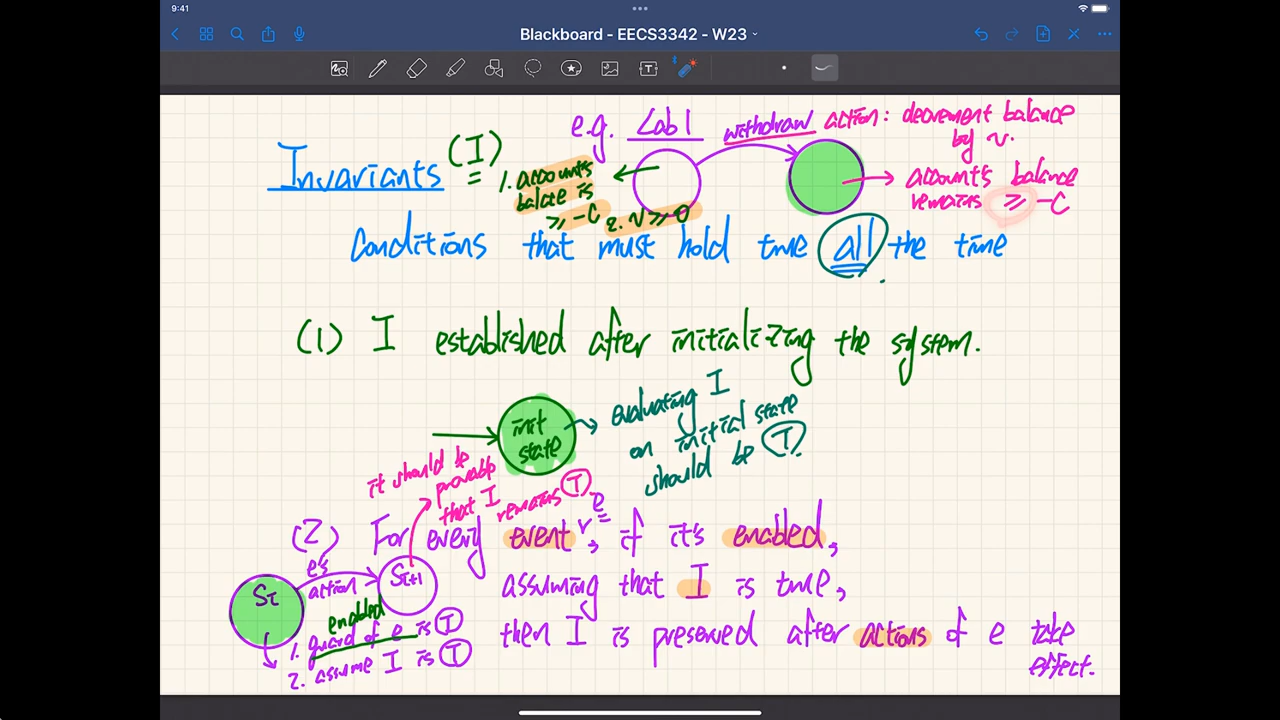 9:41
Blackboard - EECS3342 - W23
Invariants (I)
e.g. Lab1
withdraw
action: decrement balance
by v.
1. accounts
balace is
≥ -C
2. v ≥ 0
accounts balance
remains ≥ -C
Conditions that must hold true all the time
(1) I established after initializing the system.
init
state
evaluating I
on initial state
should be T.
it should be
provable
that I remains T.
(2) For every event e, if it's enabled,
assuming that I is true,
then I is preserved after actions of e take
effect.
Si
e's
action
Si+1
enabled
1. guard of e is T
2. assume I is T